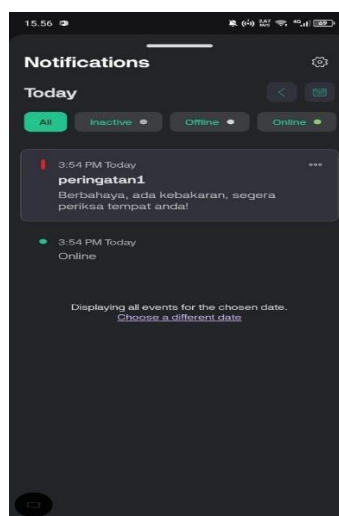 15.56
Notifications
Today
All
Inactive
Offline
Online
3:54 PM Today
peringatan1
Berbahaya, ada kebakaran, segera
periksa tempat anda!
3:54 PM Today
Online
Displaying all events for the chosen date.
Choose a different date